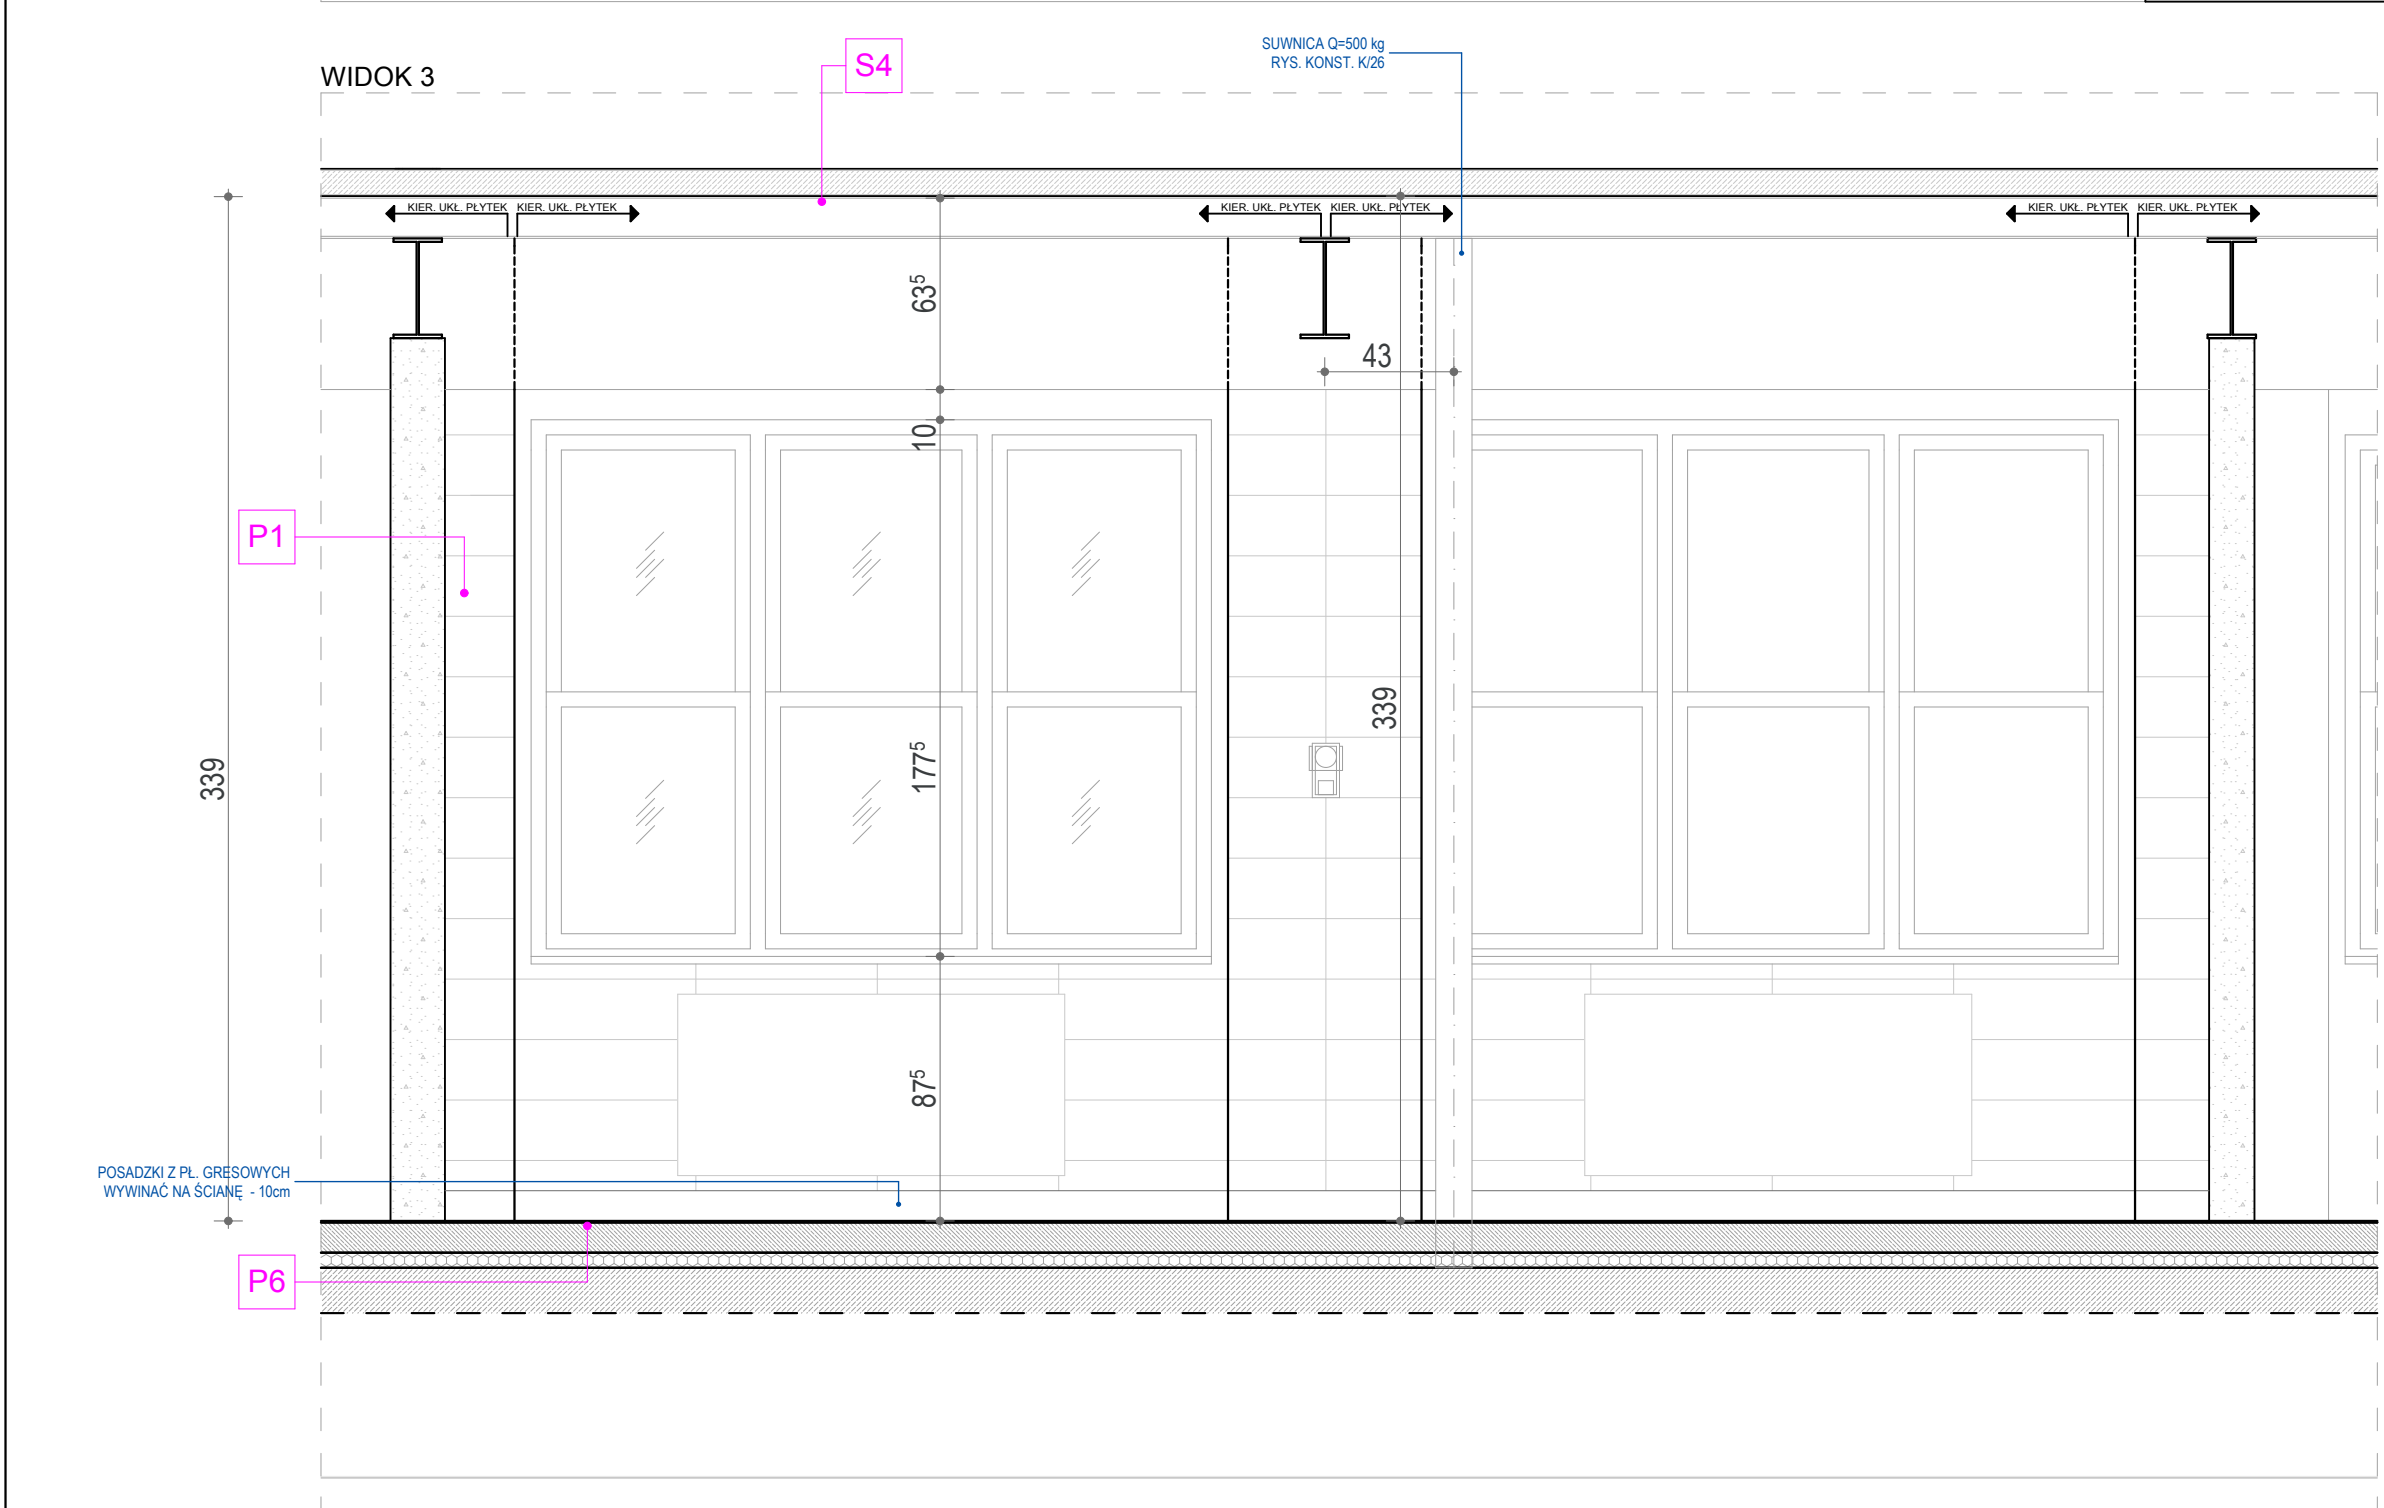 WIDOK 3
S4
SUWNICA Q=500 kg
RYS. KONST. K/26
KIER. UKŁ. PŁYTEK KIER. UKŁ. PŁYTEK
KIER. UKŁ. PŁYTEK KIER. UKŁ. PŁYTEK
KIER. UKŁ. PŁYTEK KIER. UKŁ. PŁYTEK
63⁵
43
10
P1
339
177⁵
339
87⁵
POSADZKI Z PŁ. GRESOWYCH
WYWINAĆ NA ŚCIANĘ - 10cm
P6